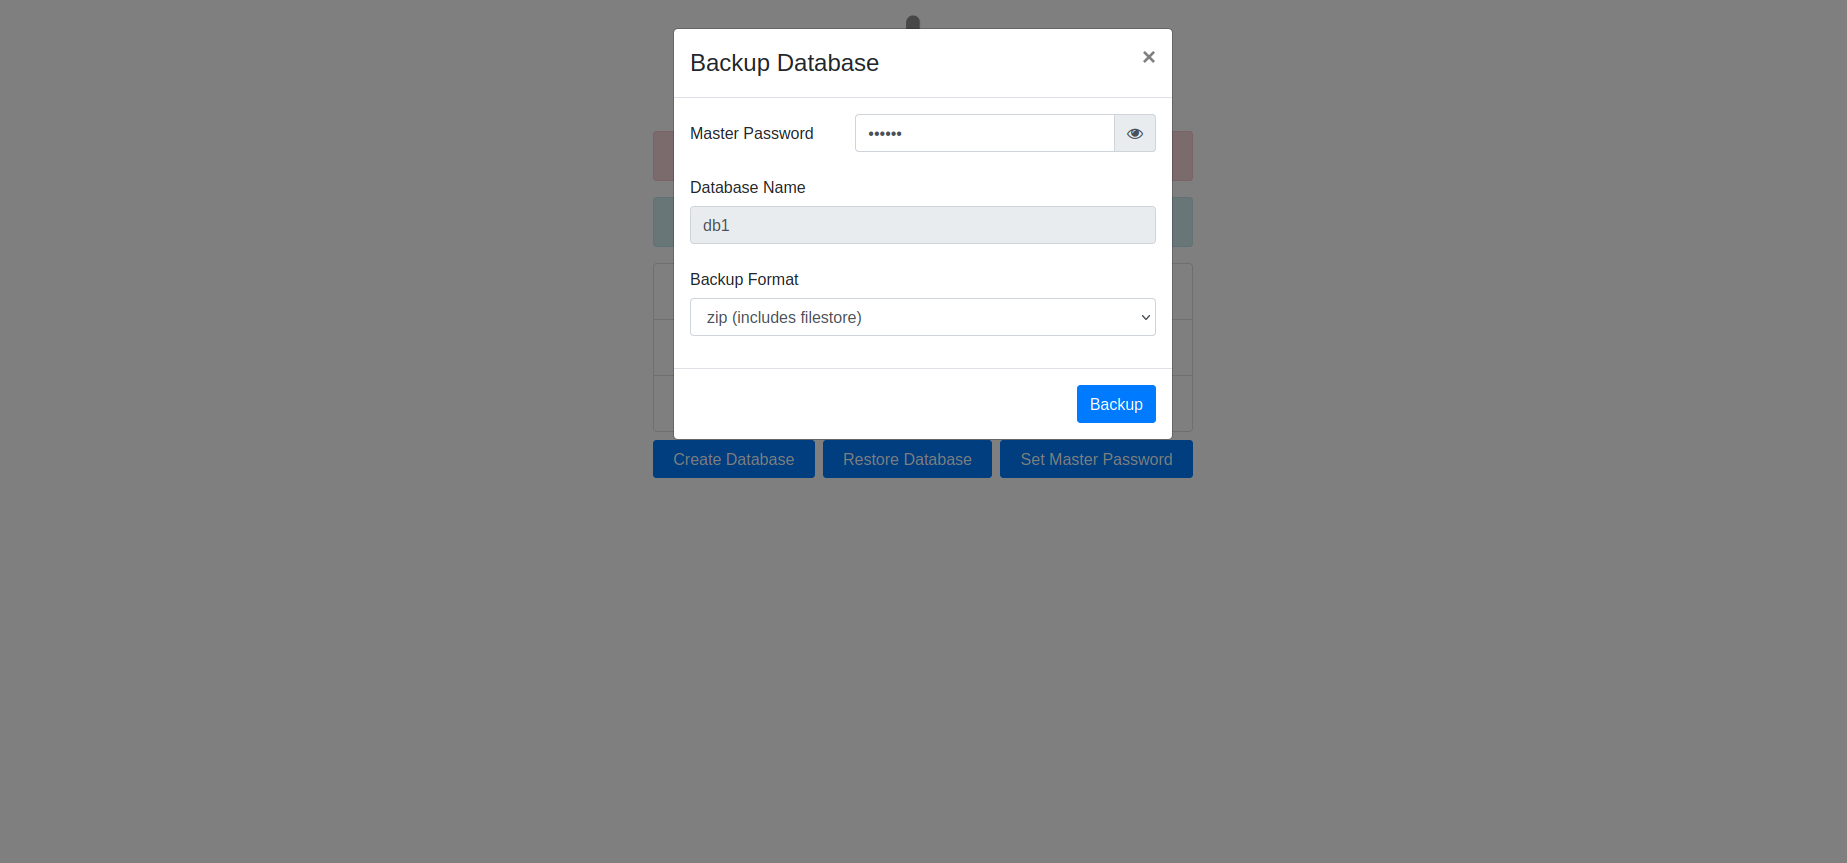 Backup Database
×
Master Password
••••••
Database Name
db1
Backup Format
zip (includes filestore)
Backup
Create Database
Restore Database
Set Master Password